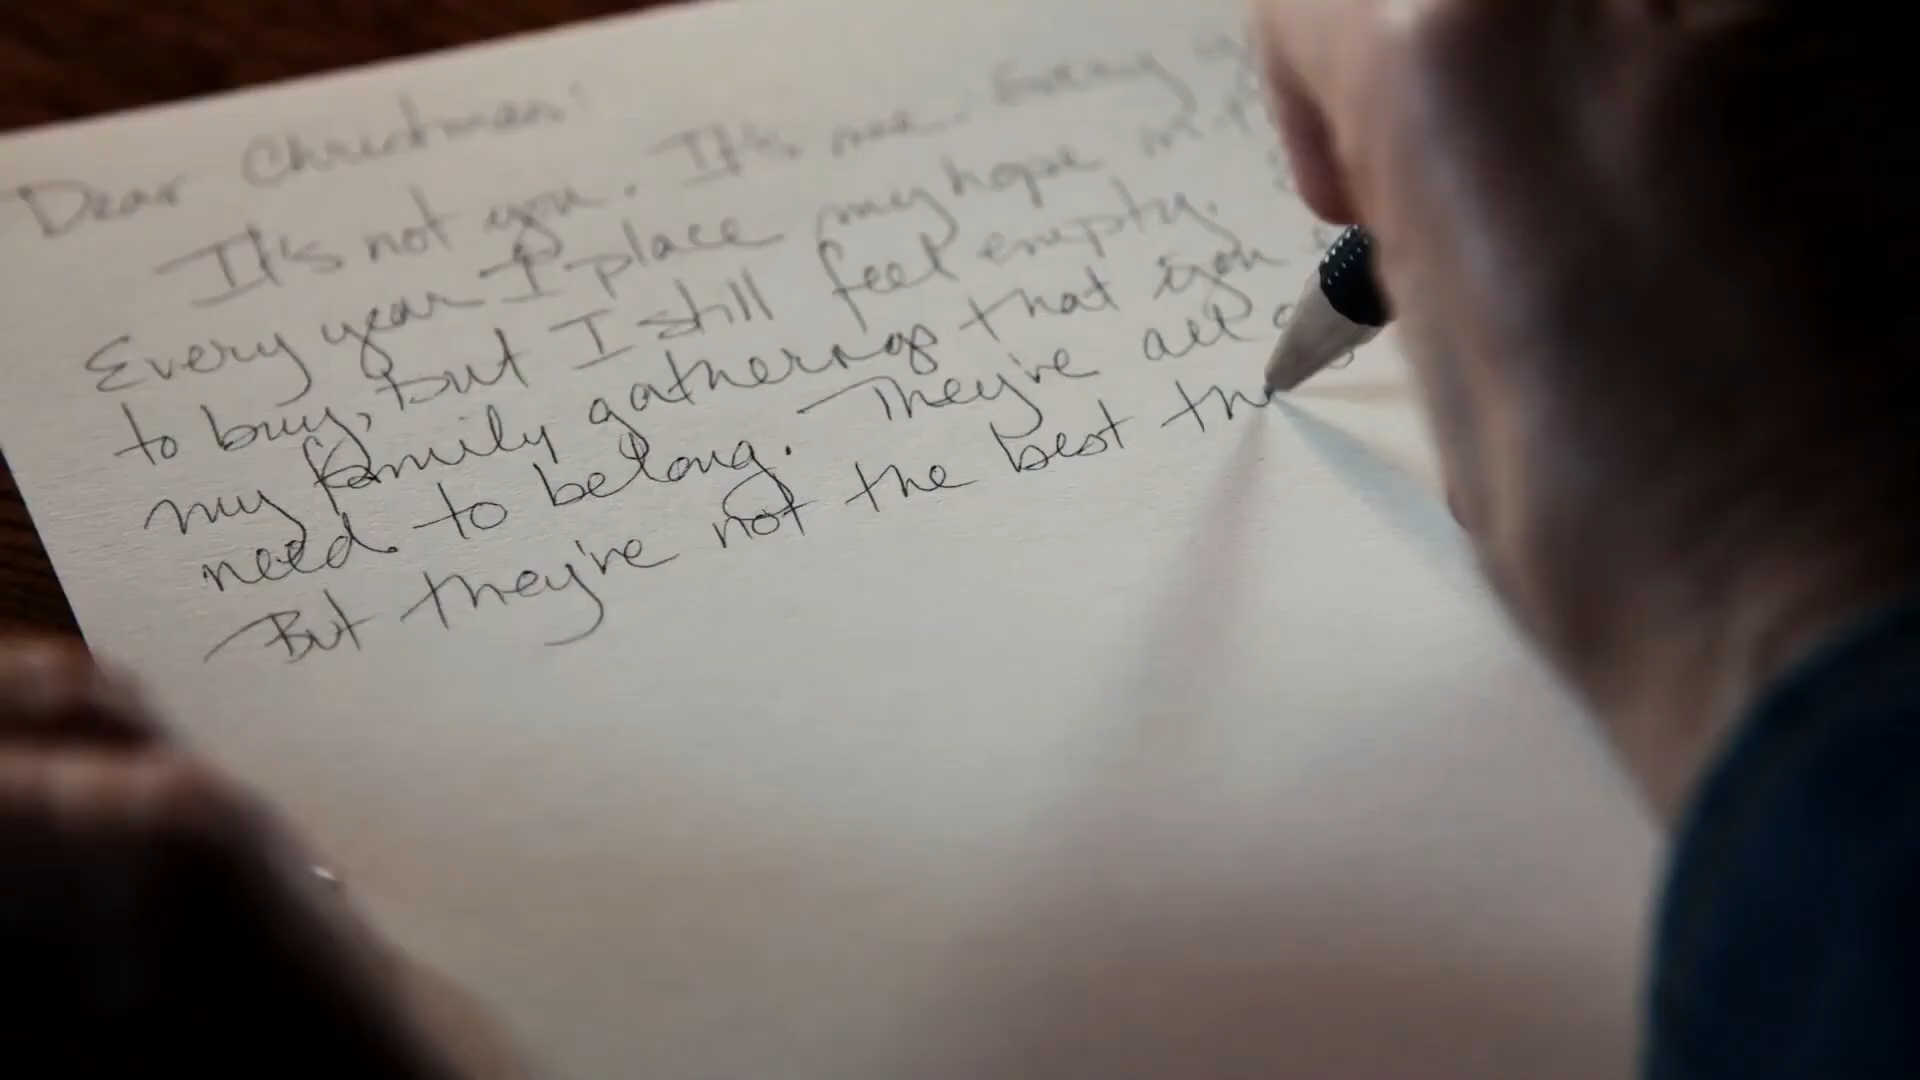 Dear Christmas:
It's not you. It's me. Every
Every year I place my hope in
to buy, but I still feel empty.
my family gatherings that you
need to belong. They're all
But they're not the best